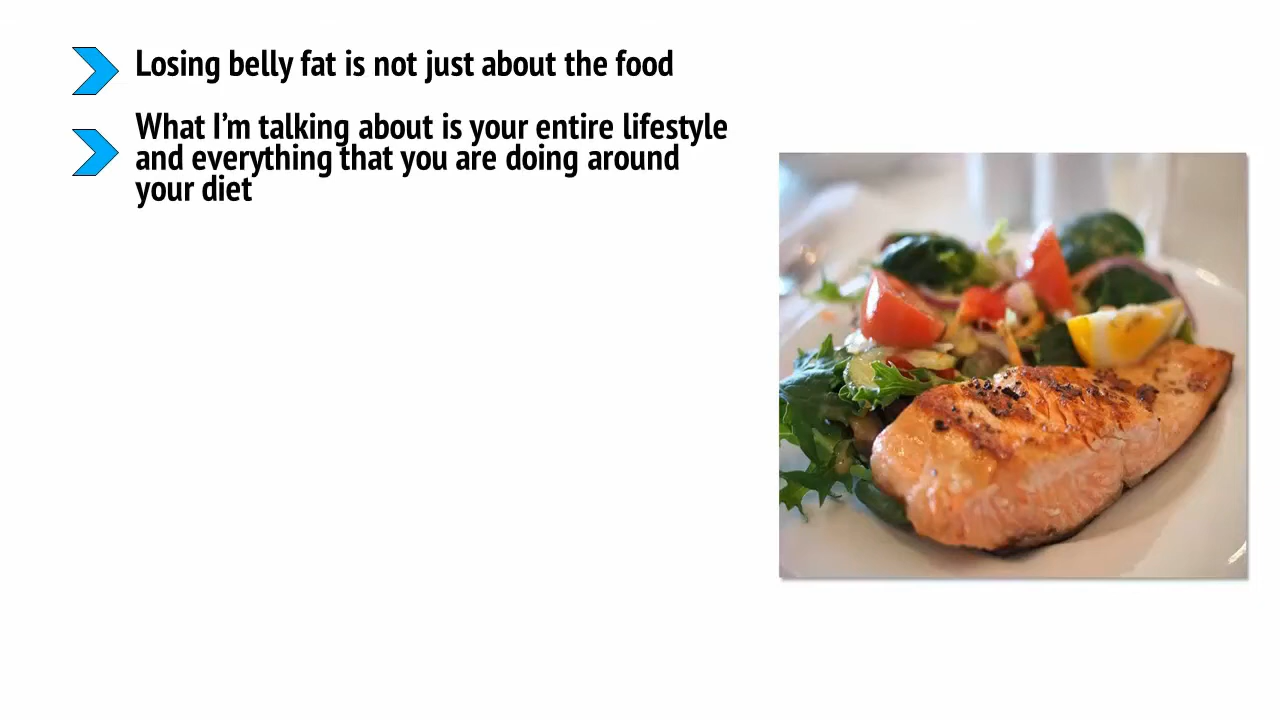 Losing belly fat is not just about the food
What I’m talking about is your entire lifestyle
and everything that you are doing around
your diet